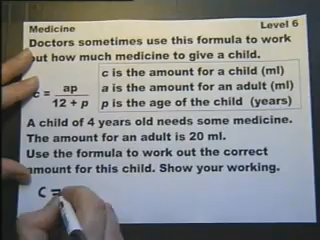 Medicine Level 6
Doctors sometimes use this formula to work
out how much medicine to give a child.
c = ap / 12 + p
c is the amount for a child (ml)
a is the amount for an adult (ml)
p is the age of the child (years)
A child of 4 years old needs some medicine.
The amount for an adult is 20 ml.
Use the formula to work out the correct
amount for this child. Show your working.
c =